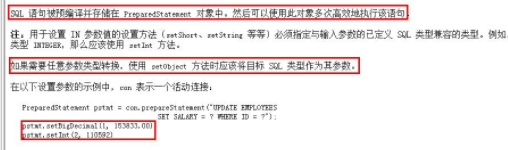 SQL 语句被预编译并存储在 PreparedStatement 对象中。然后可以使用此对象多次高效地执行该语句。
注：用于设置 IN 参数值的设置方法（setShort、setString 等等）必须指定与输入参数的已定义 SQL 类型兼容的类型。例如，
类型 INTEGER，那么应该使用 setInt 方法。
如果需要任意参数类型转换，使用 setObject 方法时应该将目标 SQL 类型作为其参数。
在以下设置参数的示例中，con 表示一个活动连接：
PreparedStatement pstmt = con.prepareStatement("UPDATE EMPLOYEES
SET SALARY = ? WHERE ID = ?");
pstmt.setBigDecimal(1, 153833.00)
pstmt.setInt(2, 110592)